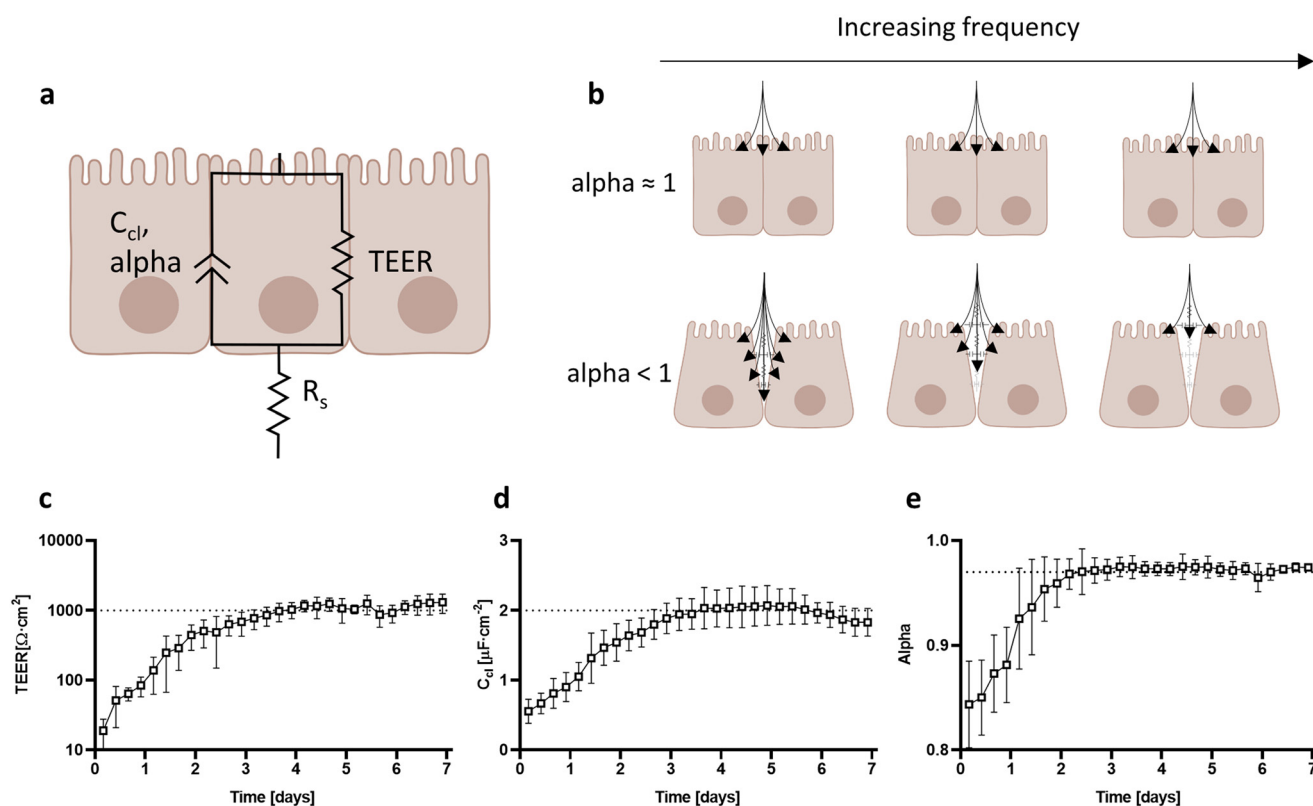 Increasing frequency
a
b
C_cl,
alpha
TEER
R_s
alpha ≈ 1
alpha < 1
c
d
e
TEER[Ω·cm²]
10000
1000
100
10
0 1 2 3 4 5 6 7
Time [days]
C_cl [µF·cm⁻²]
3
2
1
0
0 1 2 3 4 5 6 7
Time [days]
Alpha
1.0
0.9
0.8
0 1 2 3 4 5 6 7
Time [days]